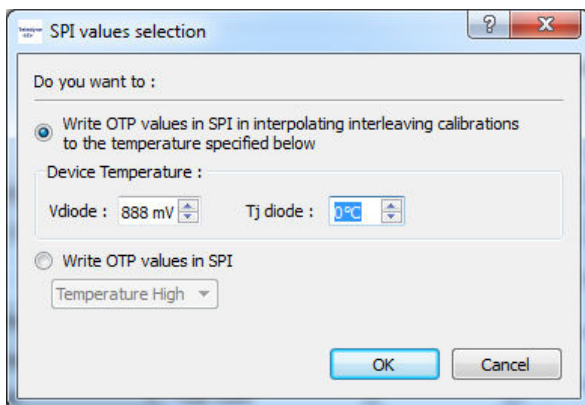 SPI values selection
Do you want to :
Write OTP values in SPI in interpolating interleaving calibrations
to the temperature specified below
Device Temperature :
Vdiode : 888 mV Tj diode : 0°C
Write OTP values in SPI
Temperature High
OK Cancel